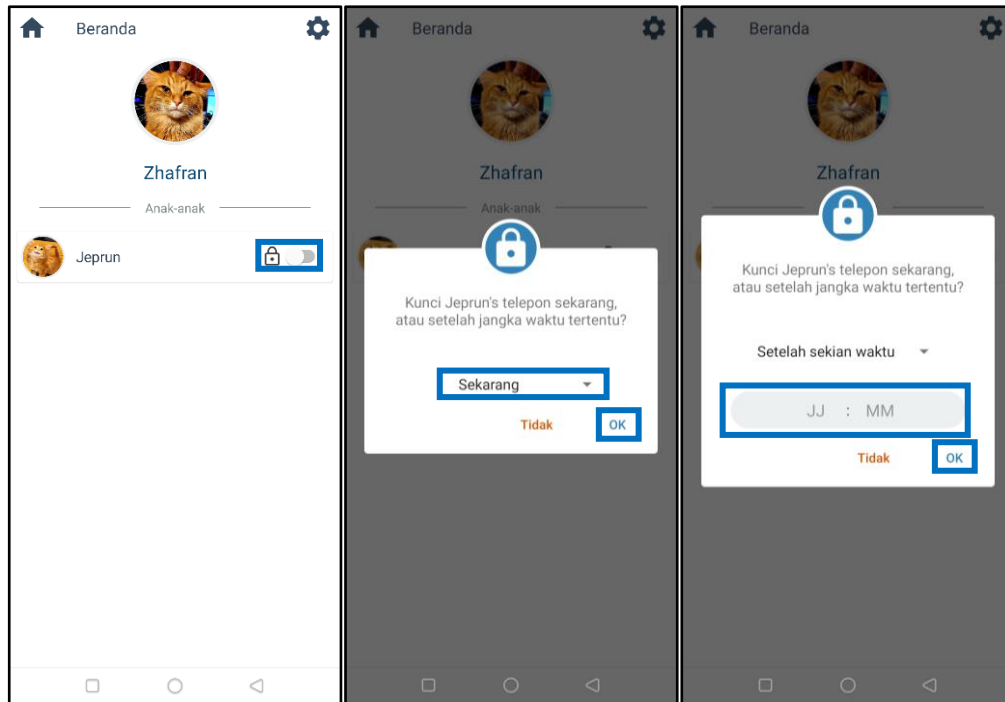 Beranda
Zhafran
Anak-anak
Jeprun
Beranda
Zhafran
Anak-anak
Kunci Jeprun's telepon sekarang,
atau setelah jangka waktu tertentu?
Sekarang
Tidak OK
Beranda
Zhafran
Kunci Jeprun's telepon sekarang,
atau setelah jangka waktu tertentu?
Setelah sekian waktu
JJ : MM
Tidak OK